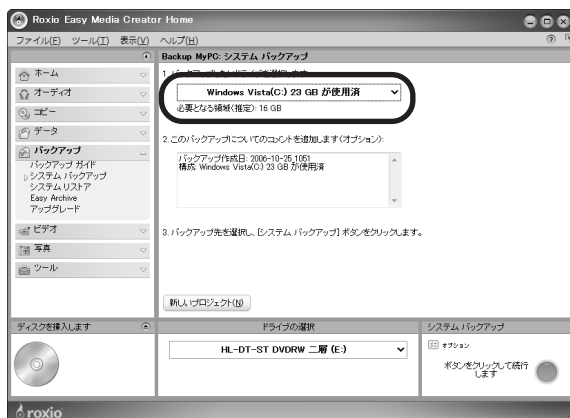 Roxio Easy Media Creator Home
ファイル(F) ツール(T) 表示(V) ヘルプ(H)
Backup MyPC: システム バックアップ
ホーム
オーディオ
コピー
データ
バックアップ
バックアップ ガイド
システム バックアップ
システム リストア
Easy Archive
アップグレード
ビデオ
写真
ツール
Windows Vista(C:) 23 GB が使用済
必要となる領域(推定): 16 GB
2. このバックアップについてのコメントを追加します(オプション):
バックアップ作成日: 2006-10-25, 1051
構成: Windows Vista(C:) 23 GB が使用済
3. バックアップ先を選択し、[システム バックアップ] ボタンをクリックします。
新しいプロジェクト(N)
ディスクを挿入します
ドライブの選択
HL-DT-ST DVDRW 二層 (E:)
システム バックアップ
オプション
ボタンをクリックして続行
します
roxio